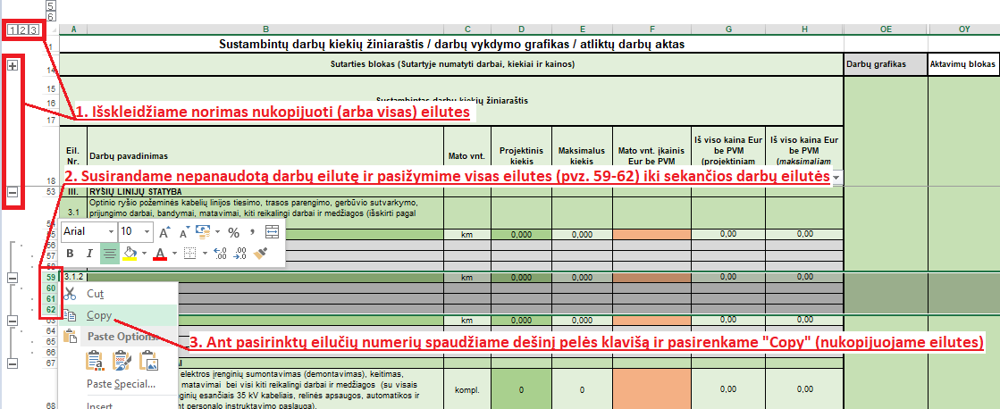 5
6
1 2 3 A B C D E F G H OE OY
1 Sustambintų darbų kiekių žiniaraštis / darbų vykdymo grafikas / atliktų darbų aktas
14 Sutarties blokas (Sutartyje numatyti darbai, kiekiai ir kainos) Darbų grafikas Aktavimų blokas
15
16 Sustambintas darbų kiekių žiniaraštis
1. Išskleidžiame norimas nukopijuoti (arba visas) eilutes
17
Eil. Nr. Darbų pavadinimas Mato vnt. Projektinis kiekis Maksimalus kiekis Mato vnt. įkainis Eur be PVM Iš viso kaina Eur be PVM (projektiniam Iš viso kaina Eur be PVM (maksimaliam
18
2. Susirandame nepanaudotą darbų eilutę ir pasižymime visas eilutes (pvz. 59-62) iki sekančios darbų eilutės
53 III. RYŠIŲ LINIJŲ STATYBA
Optinio ryšio požeminės kabelių linijos tiesimo, trasos parengimo, gerbūvio sutvarkymo,
3.1 prijungimo darbai, bandymai, matavimai, kiti reikalingi darbai ir medžiagos (išskirti pagal
Arial 10 A A % , 
B I A
km 0,000 0,000 0,00 0,00
56
57
59 3.1.2 km 0,000 0,000 0,00 0,00
60
61
62
Cut
Copy
63 km 0,000 0,000 0,00 0,00
64
Paste Options:
3. Ant pasirinktų eilučių numerių spaudžiame dešinį pelės klavišą ir pasirenkame "Copy" (nukopijuojame eilutes)
65
66
67
elektros įrenginių sumontavimas (demontavimas), keitimas,
matavimai bei visi kiti reikalingi darbai ir medžiagos (su visais
Paste Special...
kompl. 0 0 0,00 0,00
nginių esančiais 35 kV kabeliais, relinės apsaugos, automatikos ir
68 Insert nt personalo instruktavimo paslauga).